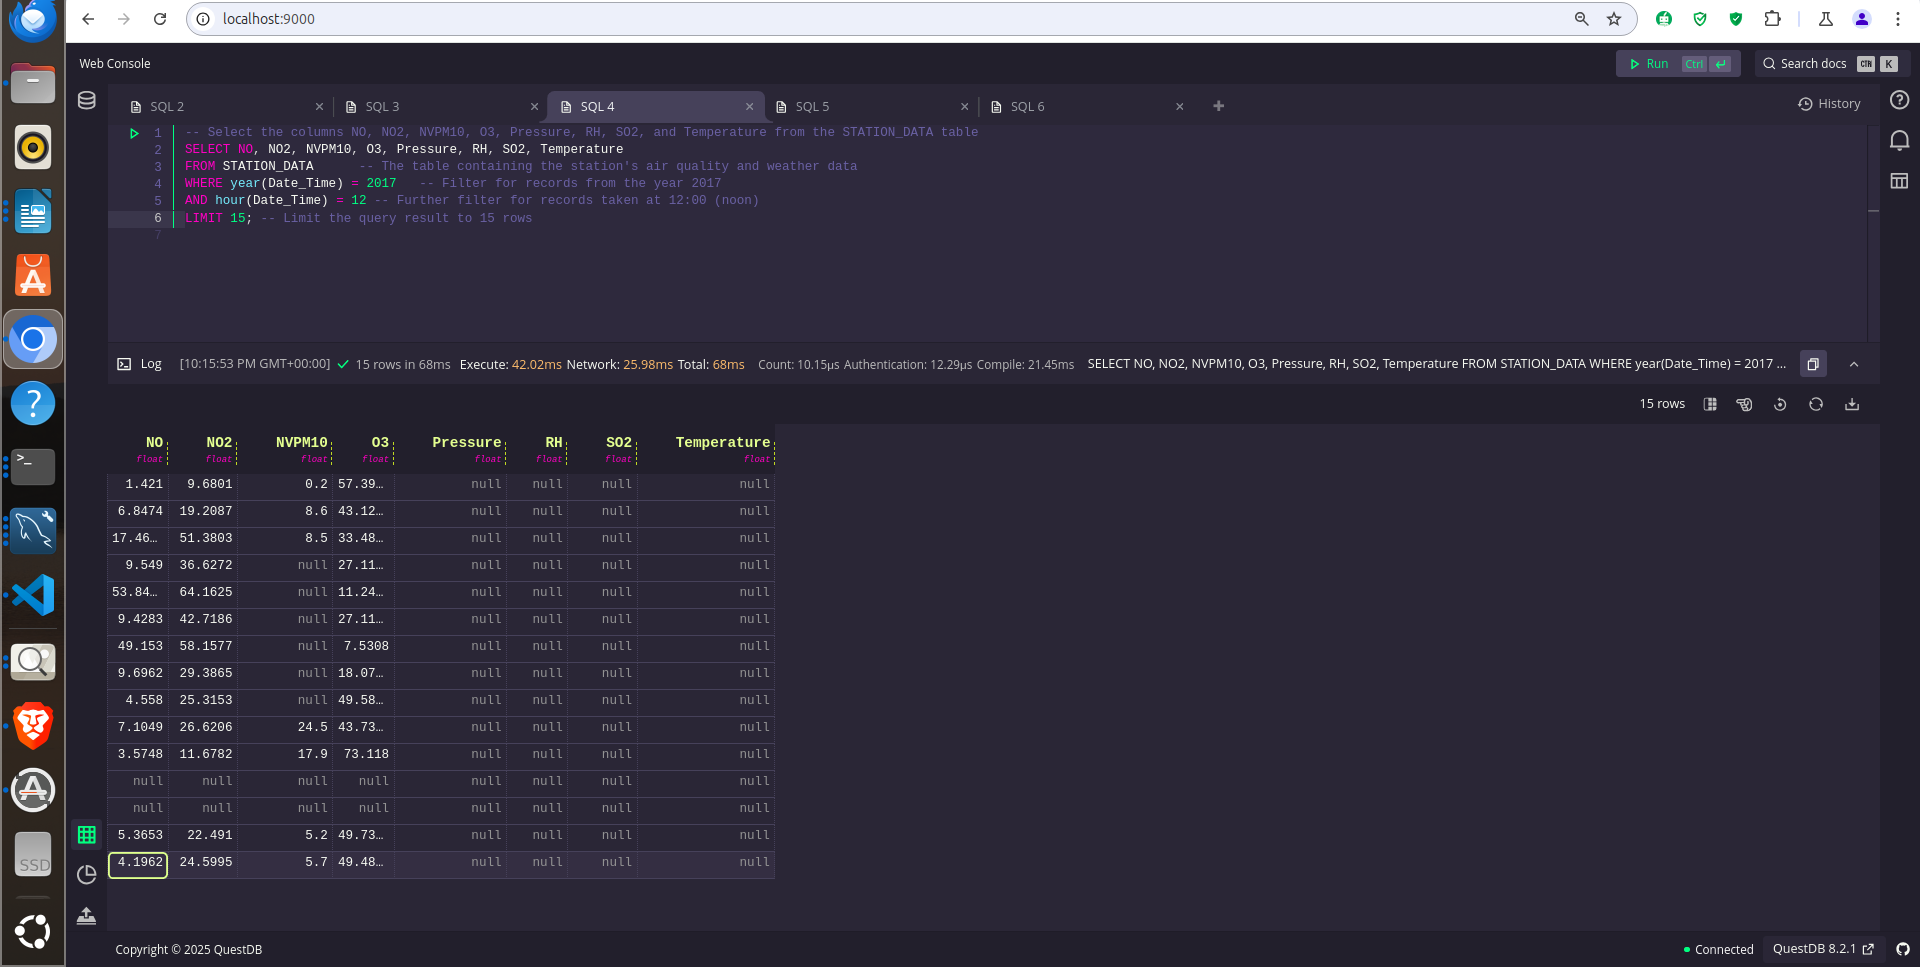 localhost:9000
Web Console
Run Ctrl
Search docs CTRL K
SQL 2
SQL 3
SQL 4
SQL 5
SQL 6
History
1 -- Select the columns NO, NO2, NVPM10, O3, Pressure, RH, SO2, and Temperature from the STATION_DATA table
2 SELECT NO, NO2, NVPM10, O3, Pressure, RH, SO2, Temperature
3 FROM STATION_DATA -- The table containing the station's air quality and weather data
4 WHERE year(Date_Time) = 2017 -- Filter for records from the year 2017
5 AND hour(Date_Time) = 12 -- Further filter for records taken at 12:00 (noon)
6 LIMIT 15; -- Limit the query result to 15 rows
7
Log [10:15:53 PM GMT+00:00] 15 rows in 68ms Execute: 42.02ms Network: 25.98ms Total: 68ms Count: 10.15µs Authentication: 12.29µs Compile: 21.45ms SELECT NO, NO2, NVPM10, O3, Pressure, RH, SO2, Temperature FROM STATION_DATA WHERE year(Date_Time) = 2017 ...
15 rows
NO NO2 NVPM10 O3 Pressure RH SO2 Temperature
float float float float float float float float
1.421 9.6801 0.2 57.39… null null null null
6.8474 19.2087 8.6 43.12… null null null null
17.46… 51.3803 8.5 33.48… null null null null
9.549 36.6272 null 27.11… null null null null
53.84… 64.1625 null 11.24… null null null null
9.4283 42.7186 null 27.11… null null null null
49.153 58.1577 null 7.5308 null null null null
9.6962 29.3865 null 18.07… null null null null
4.558 25.3153 null 49.58… null null null null
7.1049 26.6206 24.5 43.73… null null null null
3.5748 11.6782 17.9 73.118 null null null null
null null null null null null null null
null null null null null null null null
5.3653 22.491 5.2 49.73… null null null null
4.1962 24.5995 5.7 49.48… null null null null
SSD
Copyright © 2025 QuestDB
Connected
QuestDB 8.2.1